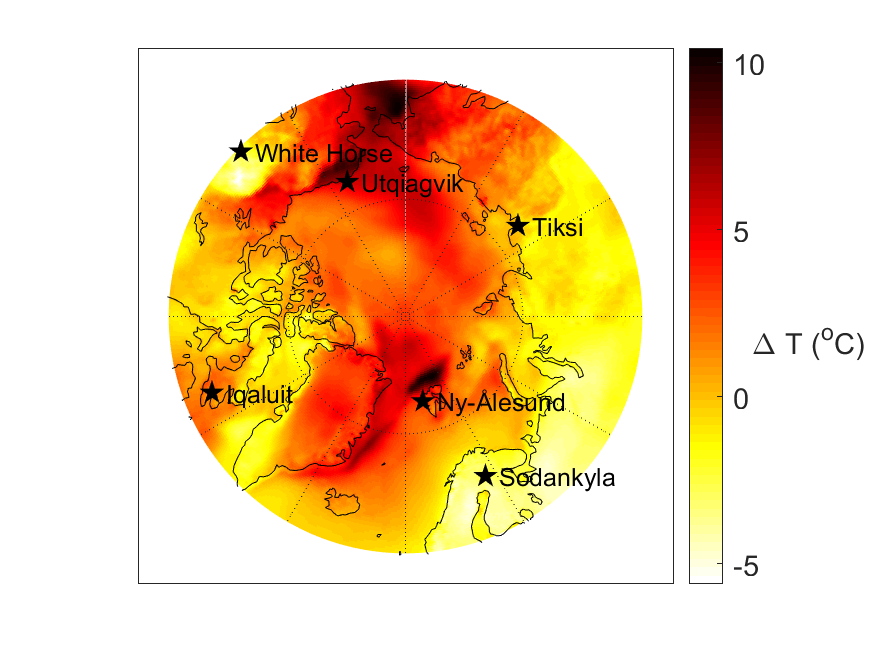 10
White Horse
Utqiagvik
Tiksi
5
Δ T (°C)
0
Iqaluit
Ny-Alesund
Sodankyla
-5